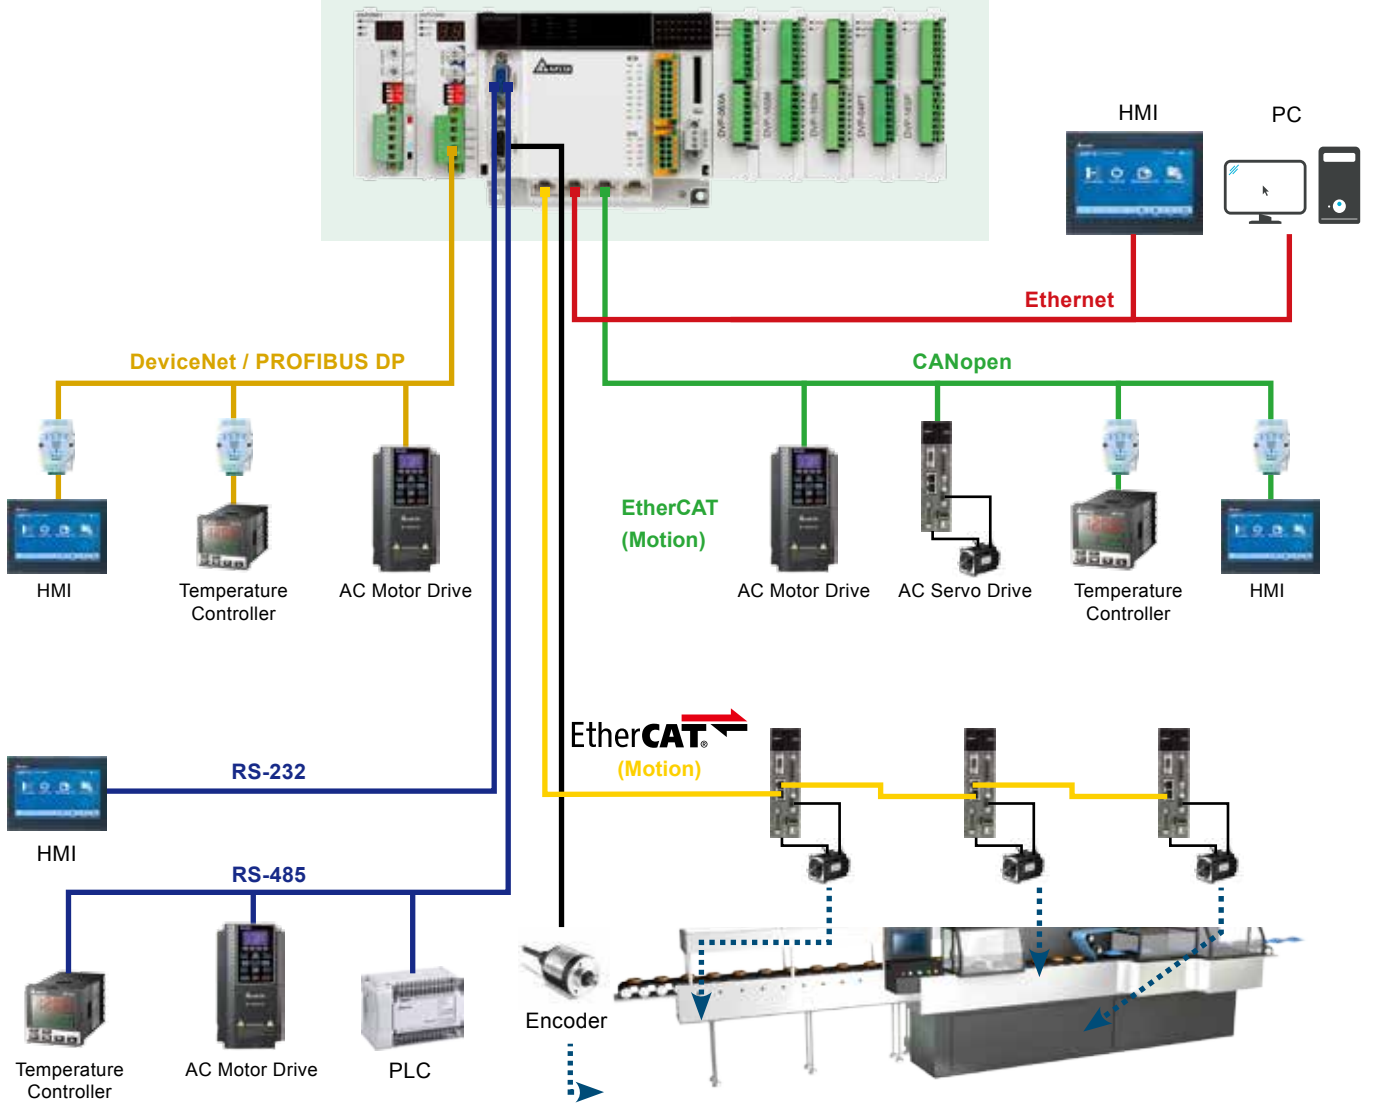 HMI
PC
Ethernet
DeviceNet / PROFIBUS DP
CANopen
EtherCAT
(Motion)
HMI
Temperature
Controller
AC Motor Drive
AC Motor Drive
AC Servo Drive
Temperature
Controller
HMI
EtherCAT®
(Motion)
RS-232
HMI
RS-485
Temperature
Controller
AC Motor Drive
PLC
Encoder